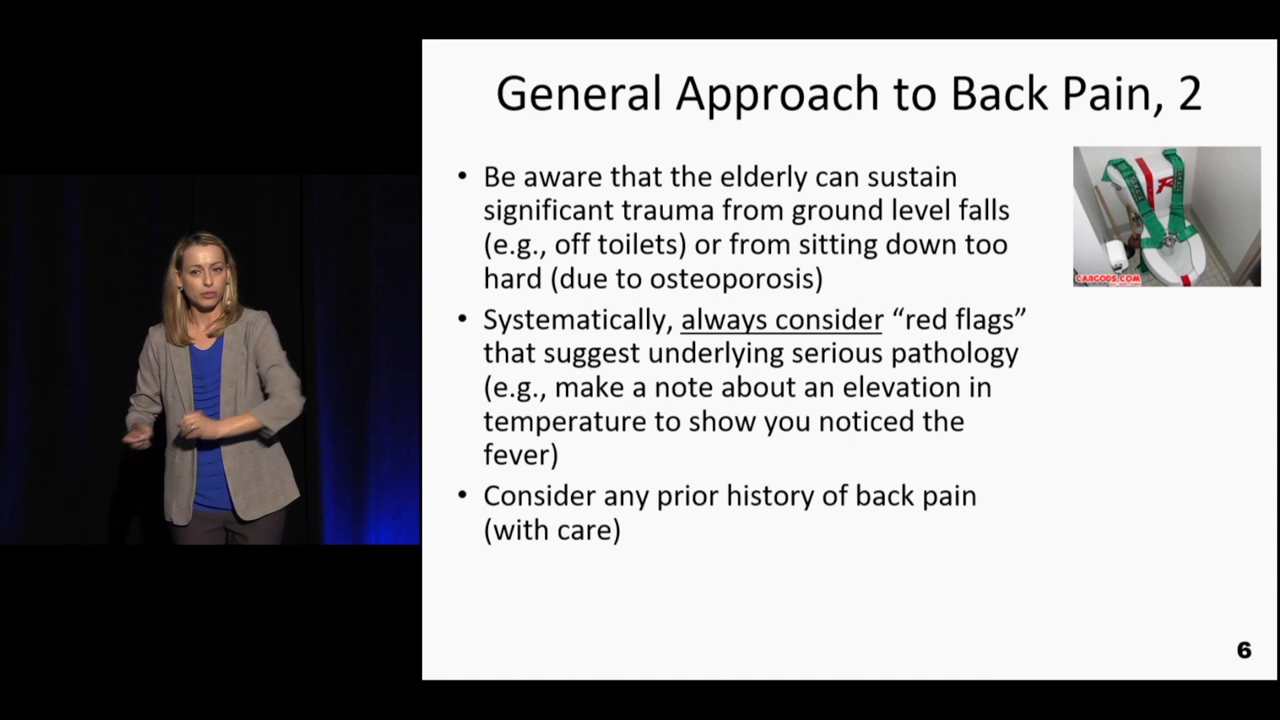 General Approach to Back Pain, 2
• Be aware that the elderly can sustain
significant trauma from ground level falls
(e.g., off toilets) or from sitting down too
hard (due to osteoporosis)
• Systematically, always consider “red flags”
that suggest underlying serious pathology
(e.g., make a note about an elevation in
temperature to show you noticed the
fever)
• Consider any prior history of back pain
(with care)
CARGODS.COM
6